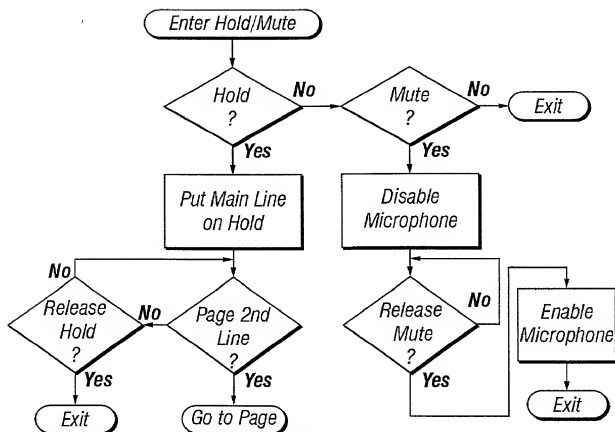 Enter Hold/Mute
Hold
?
No
Yes
Mute
?
No
Yes
Exit
Put Main Line
on Hold
Disable
Microphone
No
Release
Hold
?
Yes
No
Page 2nd
Line
?
Yes
Release
Mute
?
No
Yes
Enable
Microphone
Exit
Go to Page
Exit